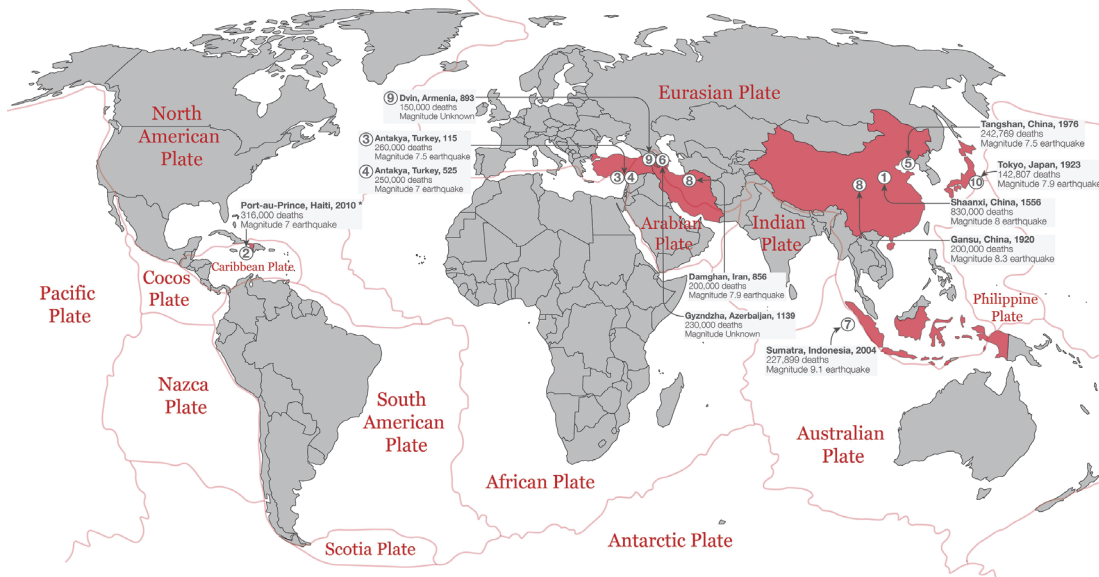 North
American
Plate
Eurasian Plate
⑨ Dvin, Armenia, 893
150,000 deaths
Magnitude Unknown
③ Antakya, Turkey, 115
260,000 deaths
Magnitude 7.5 earthquake
④ Antakya, Turkey, 525
250,000 deaths
Magnitude 7 earthquake
Port-au-Prince, Haiti, 2010 *
316,000 deaths
Magnitude 7 earthquake
②
Caribbean Plate
③ ④
⑨ ⑥
⑧
⑧
①
⑤
⑩
Tangshan, China, 1976
242,769 deaths
Magnitude 7.5 earthquake
Tokyo, Japan, 1923
142,807 deaths
Magnitude 7.9 earthquake
Shaanxi, China, 1556
830,000 deaths
Magnitude 8 earthquake
Gansu, China, 1920
200,000 deaths
Magnitude 8.3 earthquake
Arabian
Plate
Indian
Plate
Damghan, Iran, 856
200,000 deaths
Magnitude 7.9 earthquake
Gyzndzha, Azerbaijan, 1139
230,000 deaths
Magnitude Unknown
⑦
Sumatra, Indonesia, 2004
227,899 deaths
Magnitude 9.1 earthquake
Philippine
Plate
Cocos
Plate
Pacific
Plate
Nazca
Plate
South
American
Plate
African Plate
Australian
Plate
Scotia Plate
Antarctic Plate